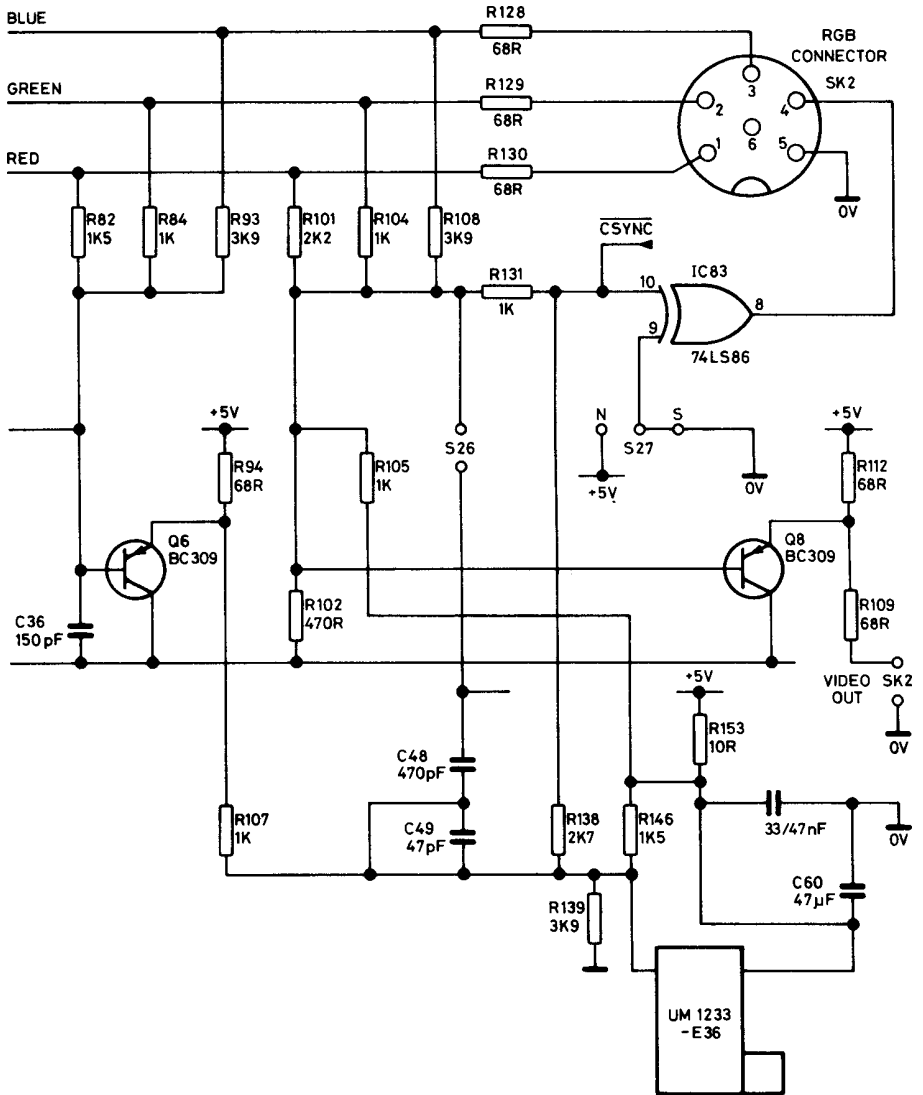 BLUE
R128
68R
RGB
CONNECTOR
SK2
GREEN
R129
68R
3
2
4
6
1
5
RED
R130
68R
0V
R82
1K5
R84
1K
R93
3K9
R101
2K2
R104
1K
R108
3K9
CSYNC
R131
1K
10
IC83
8
9
74LS86
+5V
N
S
+5V
R94
68R
R105
1K
S26
S27
+5V
0V
R112
68R
Q6
BC309
Q8
BC309
C36
150pF
R102
470R
R109
68R
+5V
VIDEO
OUT
SK2
R153
10R
0V
C48
470pF
R107
1K
C49
47pF
R138
2K7
R146
1K5
33/47nF
0V
R139
3K9
C60
47µF
UM 1233
-E36